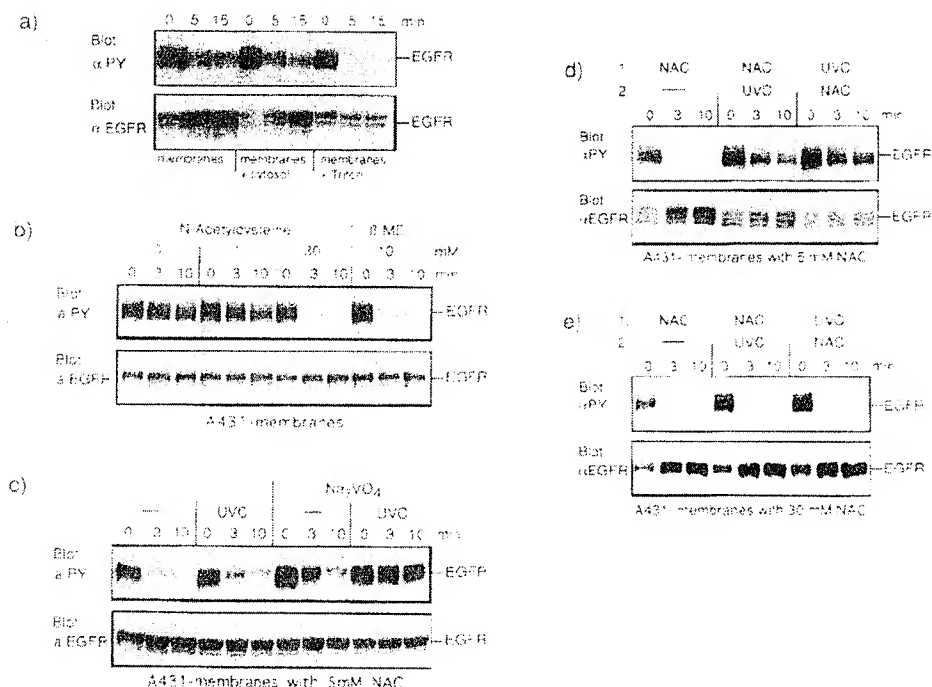 a)
0 5 15 0 5 15 0 5 15 min
Blot
α PY
EGFR
Blot
α EGFR
EGFR
membranes
membranes
+ cytosol
membranes
+ Triton
b)
N-Acetylcysteine
β ME
30 10 mM
0 3 10 0 3 10 0 3 10 0 3 10 min
Blot
α PY
EGFR
Blot
α EGFR
EGFR
A431-membranes
c)
Na3VO4
— UVC — UVC
0 3 10 0 3 10 0 3 10 0 3 10 min
Blot
α PY
EGFR
Blot
α EGFR
EGFR
A431-membranes with 5mM NAC
d)
1. NAC NAC UVC
2. — UVC NAC
0 3 10 0 3 10 0 3 10 min
Blot
αPY
EGFR
Blot
αEGFR
EGFR
A431-membranes with 5mM NAC
e)
1. NAC NAC UVC
2. — UVC NAC
0 3 10 0 3 10 0 3 10 min
Blot
αPY
EGFR
Blot
αEGFR
EGFR
A431-membranes with 30 mM NAC